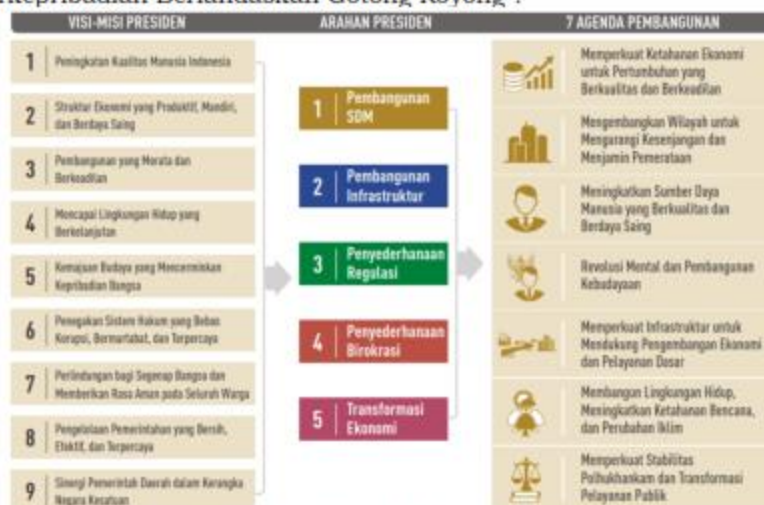 Berkepribadian Berlandaskan Gotong Royong".
VISI-MISI PRESIDEN
1
Peningkatan Kualitas Manusia Indonesia
2
Struktur Ekonomi yang Produktif, Mandiri,
dan Berdaya Saing
3
Pembangunan yang Merata dan
Berkeadilan
4
Mencapai Lingkungan Hidup yang
Berkelanjutan
5
Kemajuan Budaya yang Mencerminkan
Kepribadian Bangsa
6
Penegakan Sistem Hukum yang Bebas
Korupsi, Bermartabat, dan Terpercaya
7
Perlindungan bagi Segenap Bangsa dan
Memberikan Rasa Aman pada Seluruh Warga
8
Pengelolaan Pemerintahan yang Bersih,
Efektif, dan Terpercaya
9
Sinergi Pemerintah Daerah dalam Kerangka
Negara Kesatuan
ARAHAN PRESIDEN
1
Pembangunan
SDM
2
Pembangunan
Infrastruktur
3
Penyederhanaan
Regulasi
4
Penyederhanaan
Birokrasi
5
Transformasi
Ekonomi
7 AGENDA PEMBANGUNAN
Memperkuat Ketahanan Ekonomi
untuk Pertumbuhan yang
Berkualitas dan Berkeadilan
Mengembangkan Wilayah untuk
Mengurangi Kesenjangan dan
Menjamin Pemerataan
Meningkatkan Sumber Daya
Manusia yang Berkualitas dan
Berdaya Saing
Revolusi Mental dan Pembangunan
Kebudayaan
Memperkuat Infrastruktur untuk
Mendukung Pengembangan Ekonomi
dan Pelayanan Dasar
Membangun Lingkungan Hidup,
Meningkatkan Ketahanan Bencana,
dan Perubahan Iklim
Memperkuat Stabilitas
Polhukhankam dan Transformasi
Pelayanan Publik